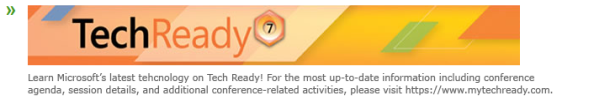 TechReady 7
Learn Microsoft's latest tehcnology on Tech Ready! For the most up-to-date information including conference
agenda, session details, and additional conference-related activities, please visit https://www.mytechready.com.